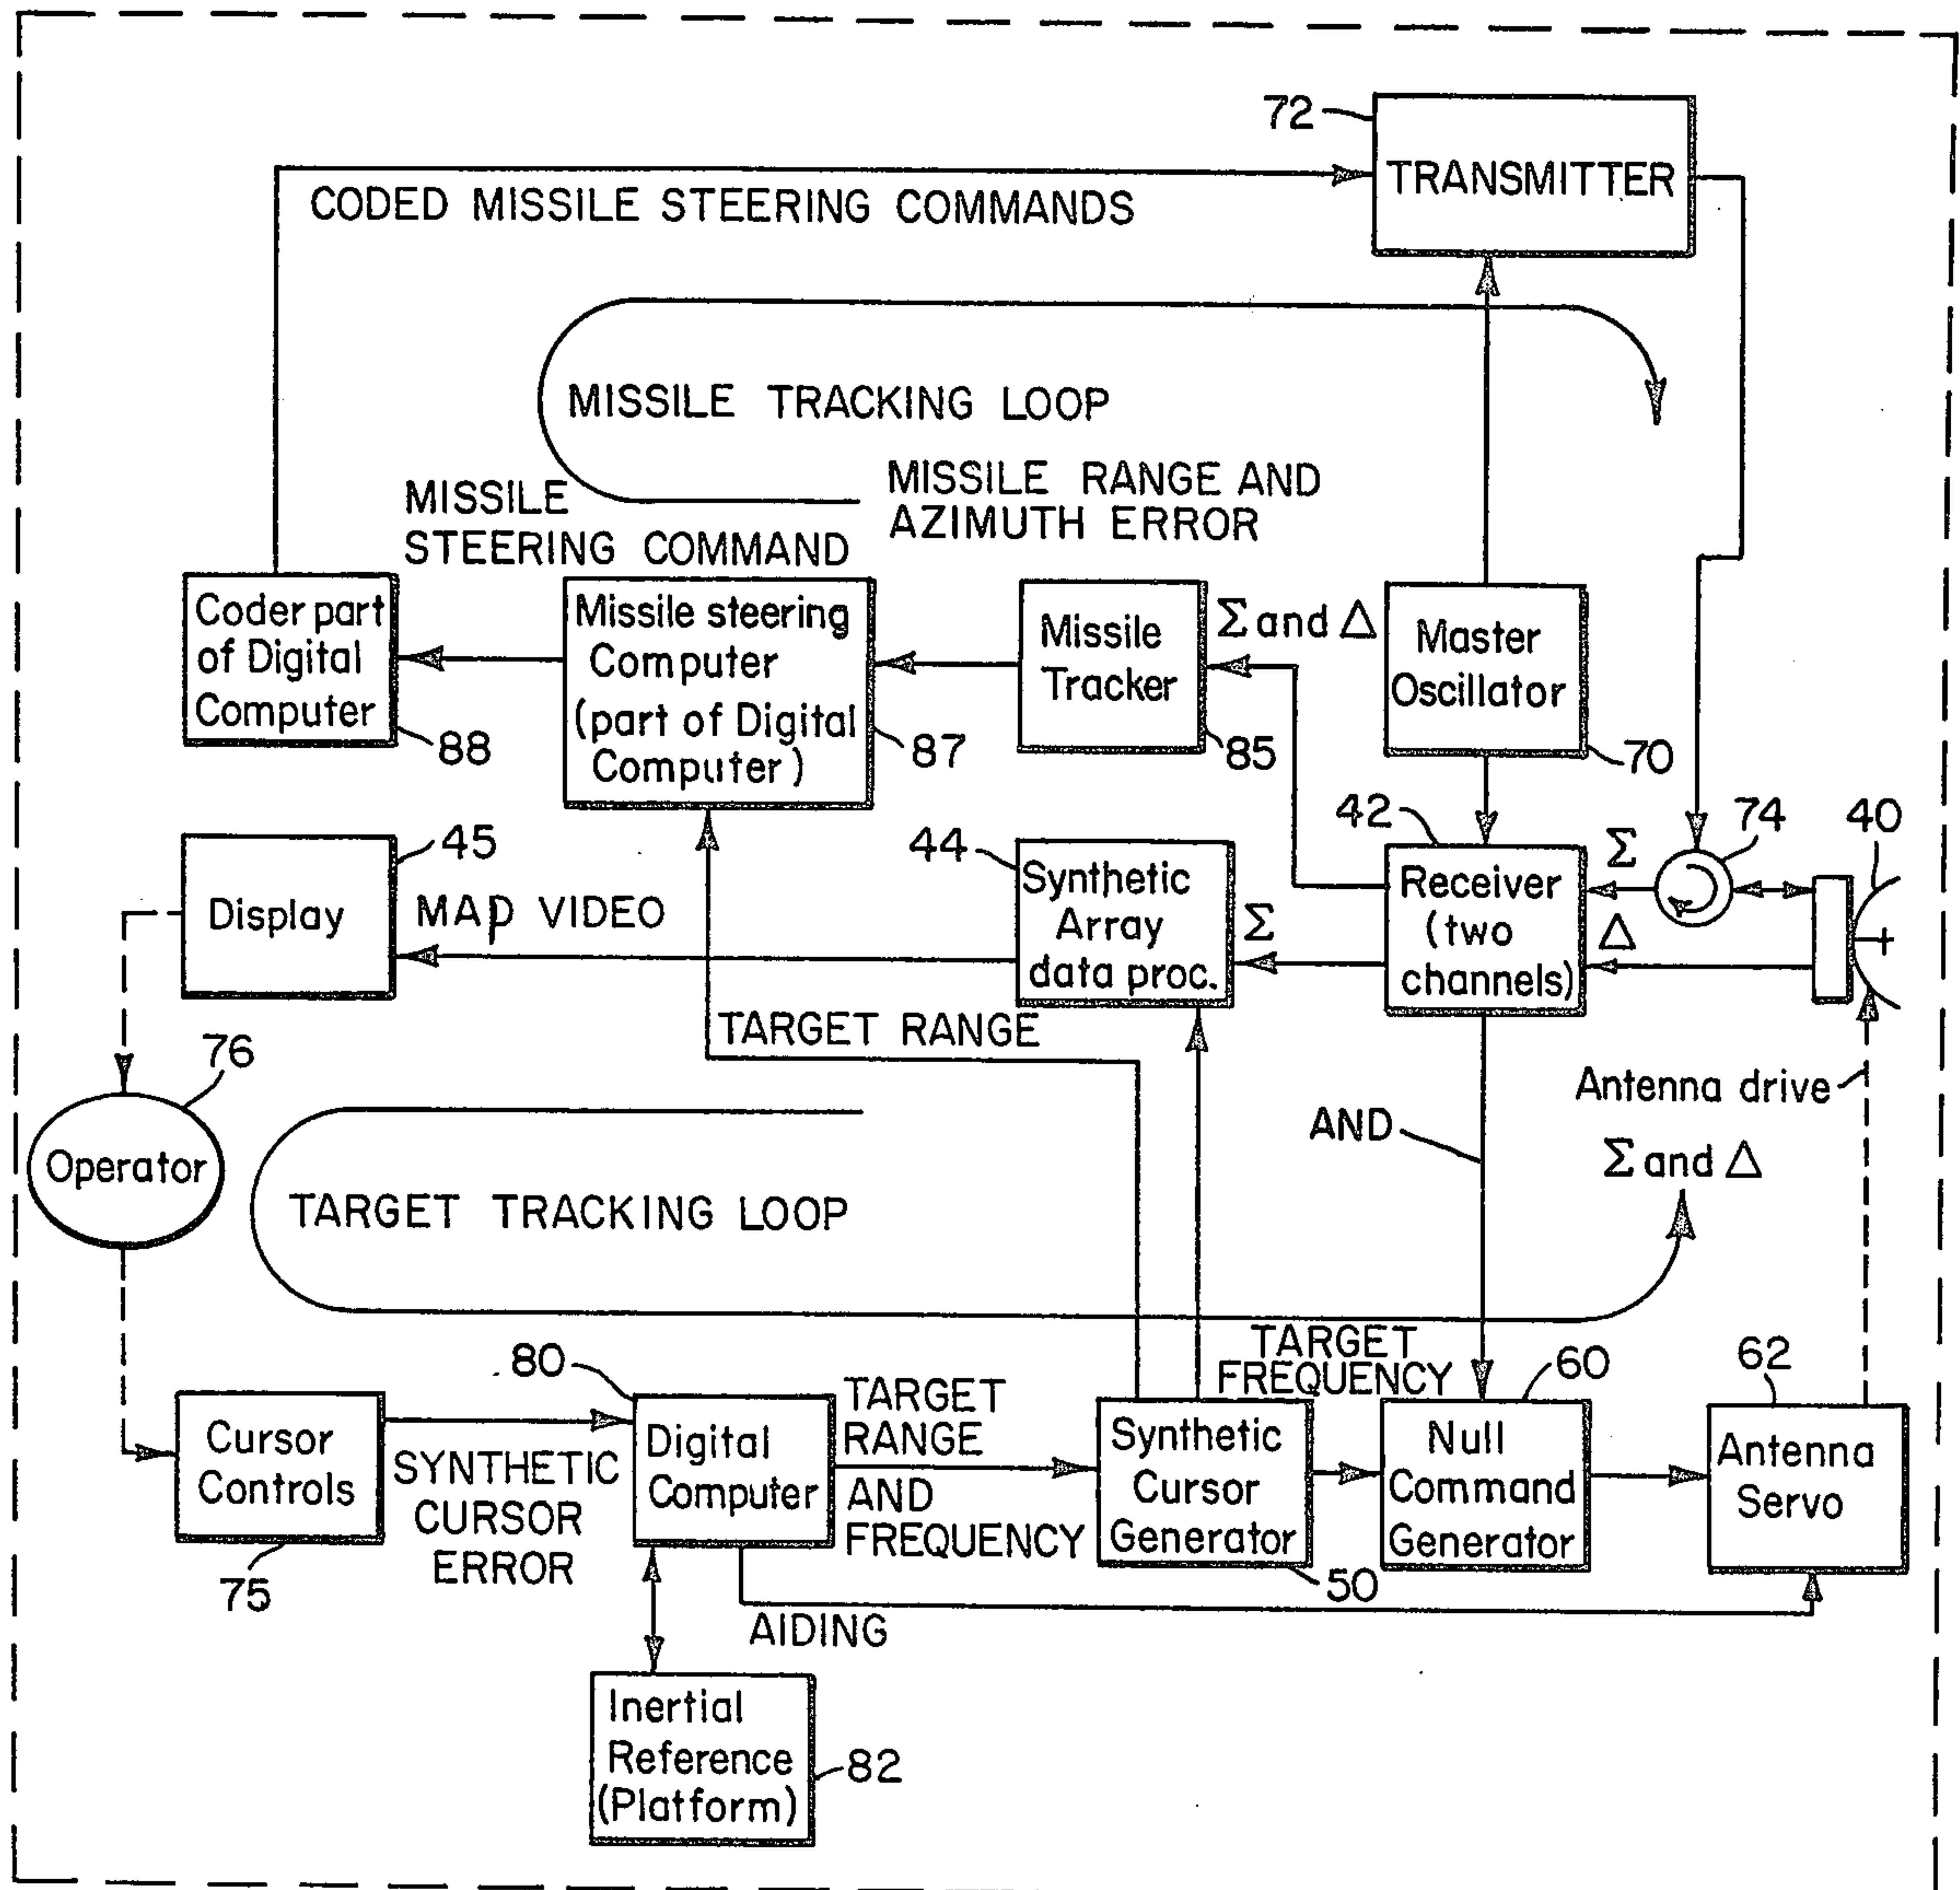 72
TRANSMITTER
CODED MISSILE STEERING COMMANDS
MISSILE TRACKING LOOP
MISSILE RANGE AND
AZIMUTH ERROR
MISSILE
STEERING COMMAND
Coder part
of Digital
Computer
88
Missile steering
Computer
(part of Digital
Computer)
87
Missile
Tracker
85
Σ and Δ
Master
Oscillator
70
45
Display
MAP VIDEO
44
Synthetic
Array
data proc.
Σ
42
Receiver
(two
channels)
Σ
Δ
74
40
TARGET RANGE
76
Operator
Antenna drive
AND
Σ and Δ
TARGET TRACKING LOOP
Cursor
Controls
75
SYNTHETIC
CURSOR
ERROR
80
Digital
Computer
TARGET
RANGE
AND
FREQUENCY
TARGET
FREQUENCY
Synthetic
Cursor
Generator
50
60
Null
Command
Generator
62
Antenna
Servo
AIDING
Inertial
Reference
(Platform)
82